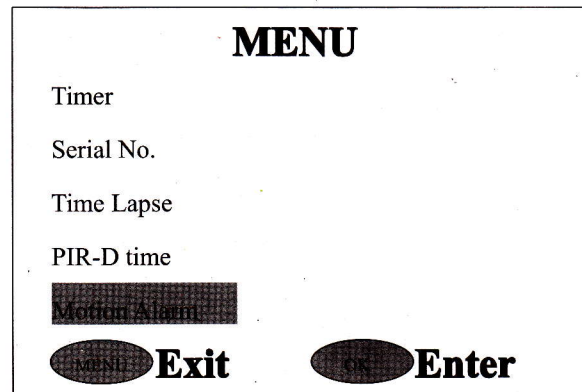 MENU
Timer
Serial No.
Time Lapse
PIR-D time
Motion Alarm
MENU Exit OK Enter